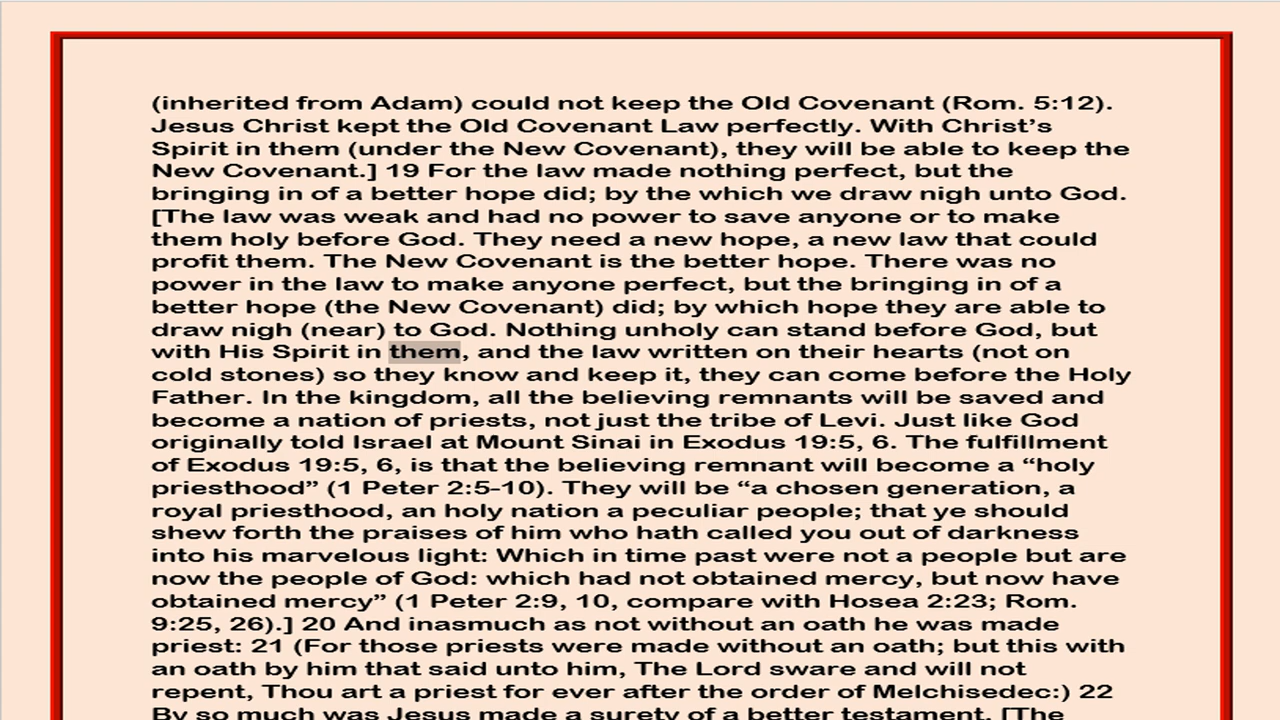 (inherited from Adam) could not keep the Old Covenant (Rom. 5:12).
Jesus Christ kept the Old Covenant Law perfectly. With Christ’s
Spirit in them (under the New Covenant), they will be able to keep the
New Covenant.] 19 For the law made nothing perfect, but the
bringing in of a better hope did; by the which we draw nigh unto God.
[The law was weak and had no power to save anyone or to make
them holy before God. They need a new hope, a new law that could
profit them. The New Covenant is the better hope. There was no
power in the law to make anyone perfect, but the bringing in of a
better hope (the New Covenant) did; by which hope they are able to
draw nigh (near) to God. Nothing unholy can stand before God, but
with His Spirit in them, and the law written on their hearts (not on
cold stones) so they know and keep it, they can come before the Holy
Father. In the kingdom, all the believing remnants will be saved and
become a nation of priests, not just the tribe of Levi. Just like God
originally told Israel at Mount Sinai in Exodus 19:5, 6. The fulfillment
of Exodus 19:5, 6, is that the believing remnant will become a “holy
priesthood” (1 Peter 2:5-10). They will be “a chosen generation, a
royal priesthood, an holy nation a peculiar people; that ye should
shew forth the praises of him who hath called you out of darkness
into his marvelous light: Which in time past were not a people but are
now the people of God: which had not obtained mercy, but now have
obtained mercy” (1 Peter 2:9, 10, compare with Hosea 2:23; Rom.
9:25, 26).] 20 And inasmuch as not without an oath he was made
priest: 21 (For those priests were made without an oath; but this with
an oath by him that said unto him, The Lord sware and will not
repent, Thou art a priest for ever after the order of Melchisedec:) 22
By so much was Jesus made a surety of a better testament. [The